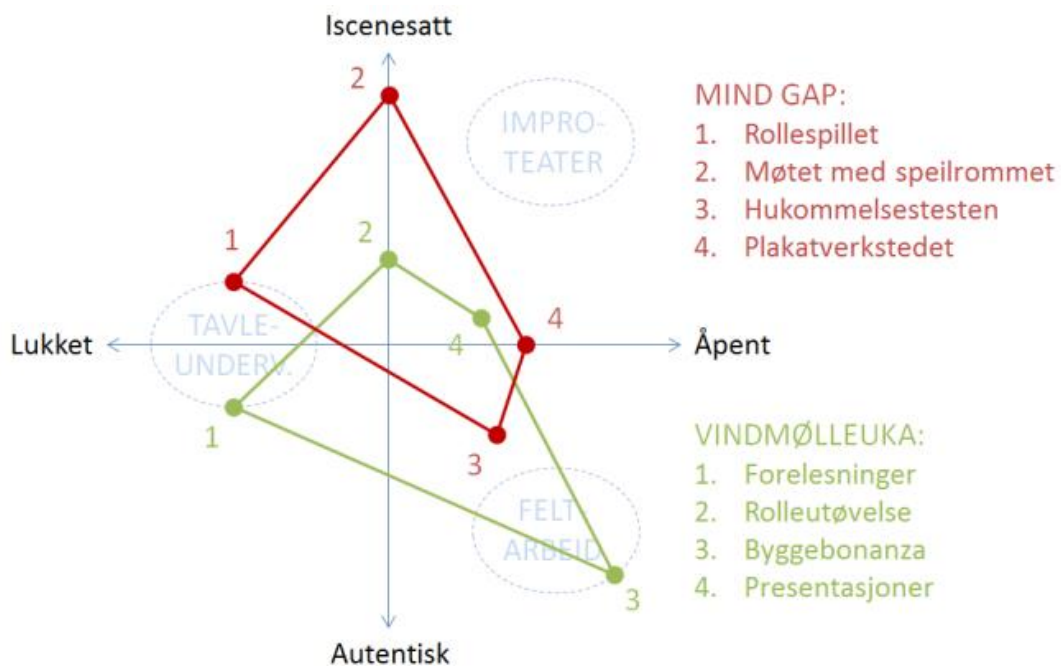 Iscenesatt
2
IMPRO-
TEATER
MIND GAP:
1. Rollespillet
2. Møtet med speilrommet
3. Hukommelsestesten
4. Plakatverkstedet
1
2
TAVLE-
UNDERV.
4
4
Lukket
Åpent
1
3
VINDMØLLEUKA:
1. Forelesninger
2. Rolleutøvelse
3. Byggebonanza
4. Presentasjoner
FELT-
ARBEID
3
Autentisk